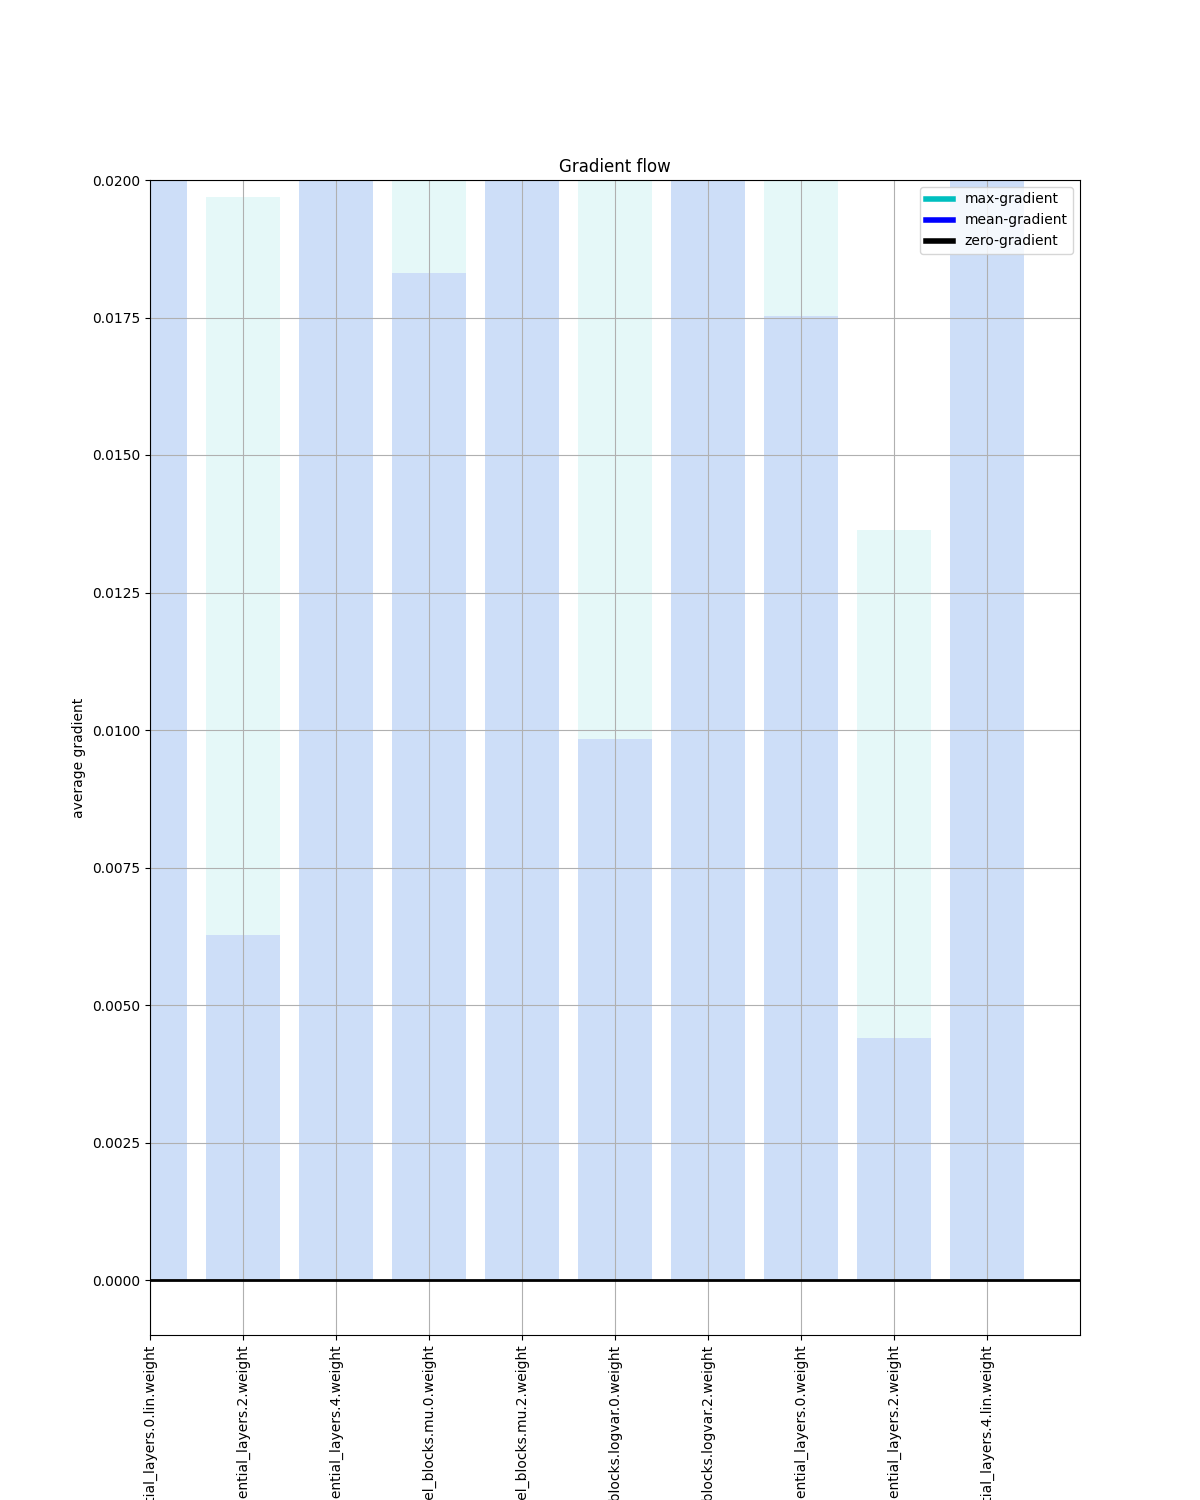 Gradient flow
max-gradient
mean-gradient
zero-gradient
average gradient
0.0200
0.0175
0.0150
0.0125
0.0100
0.0075
0.0050
0.0025
0.0000
tial_layers.0.lin.weight
ential_layers.2.weight
ential_layers.4.weight
el_blocks.mu.0.weight
el_blocks.mu.2.weight
blocks.logvar.0.weight
blocks.logvar.2.weight
ential_layers.0.weight
ential_layers.2.weight
tial_layers.4.lin.weight